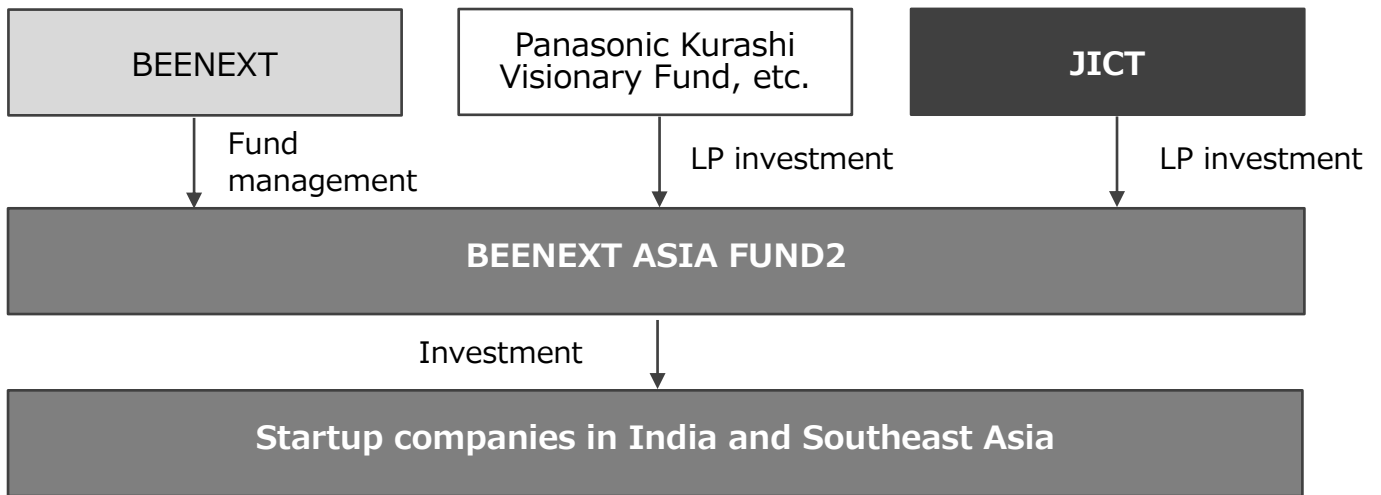 BEENEXT
Panasonic Kurashi
Visionary Fund, etc.
JICT
Fund
management
LP investment
LP investment
BEENEXT ASIA FUND2
Investment
Startup companies in India and Southeast Asia